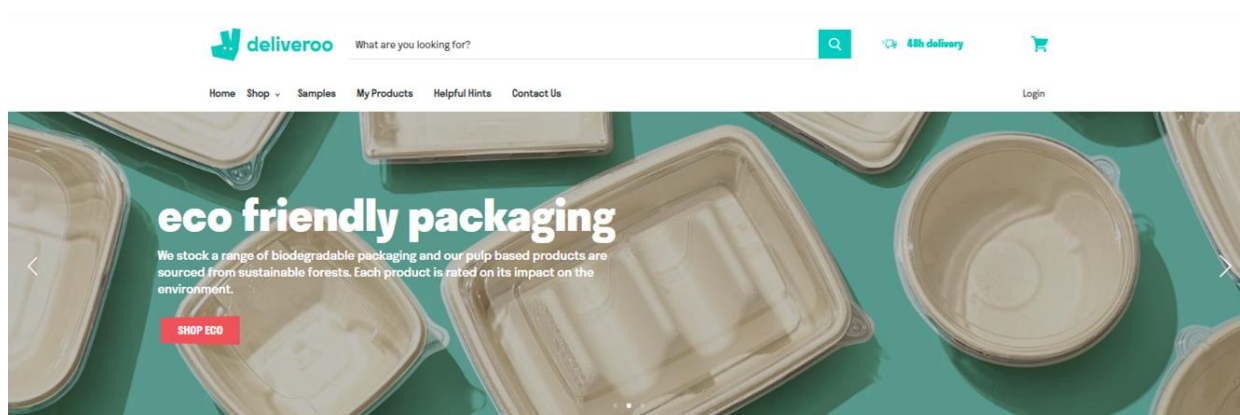 deliveroo
What are you looking for?
48h delivery
Home Shop Samples My Products Helpful Hints Contact Us
Login
eco friendly packaging
We stock a range of biodegradable packaging and our pulp based products are
sourced from sustainable forests. Each product is rated on its impact on the
environment.
SHOP ECO